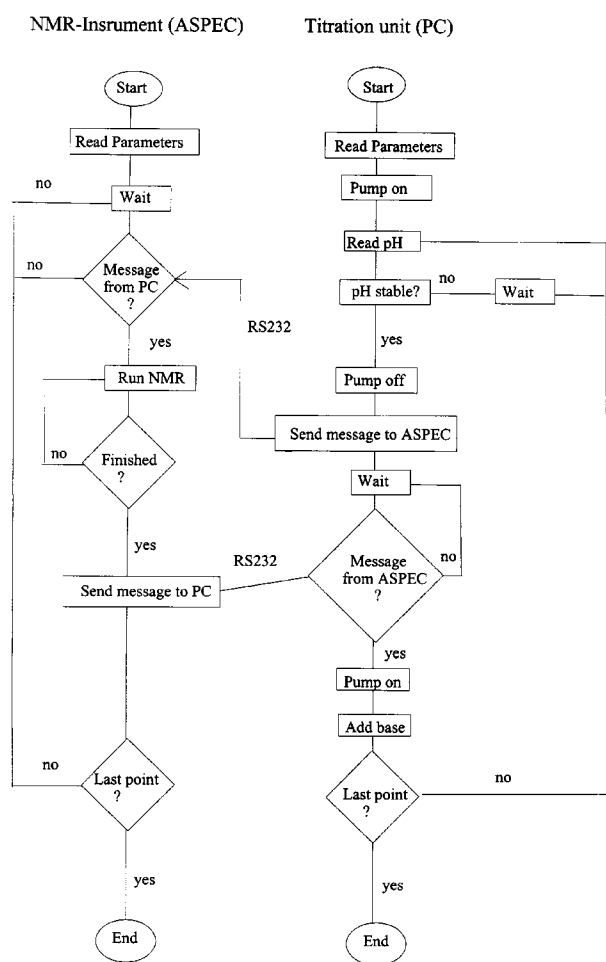 NMR-Insrument (ASPEC)
Titration unit (PC)
Start
Read Parameters
no
Wait
no
Message
from PC
?
yes
Run NMR
no
Finished
?
yes
Send message to PC
no
Last point
?
yes
End
RS232
RS232
Start
Read Parameters
Pump on
Read pH
pH stable?
no
Wait
yes
Pump off
Send message to ASPEC
Wait
Message
from ASPEC
?
no
yes
Pump on
Add base
Last point
?
no
yes
End